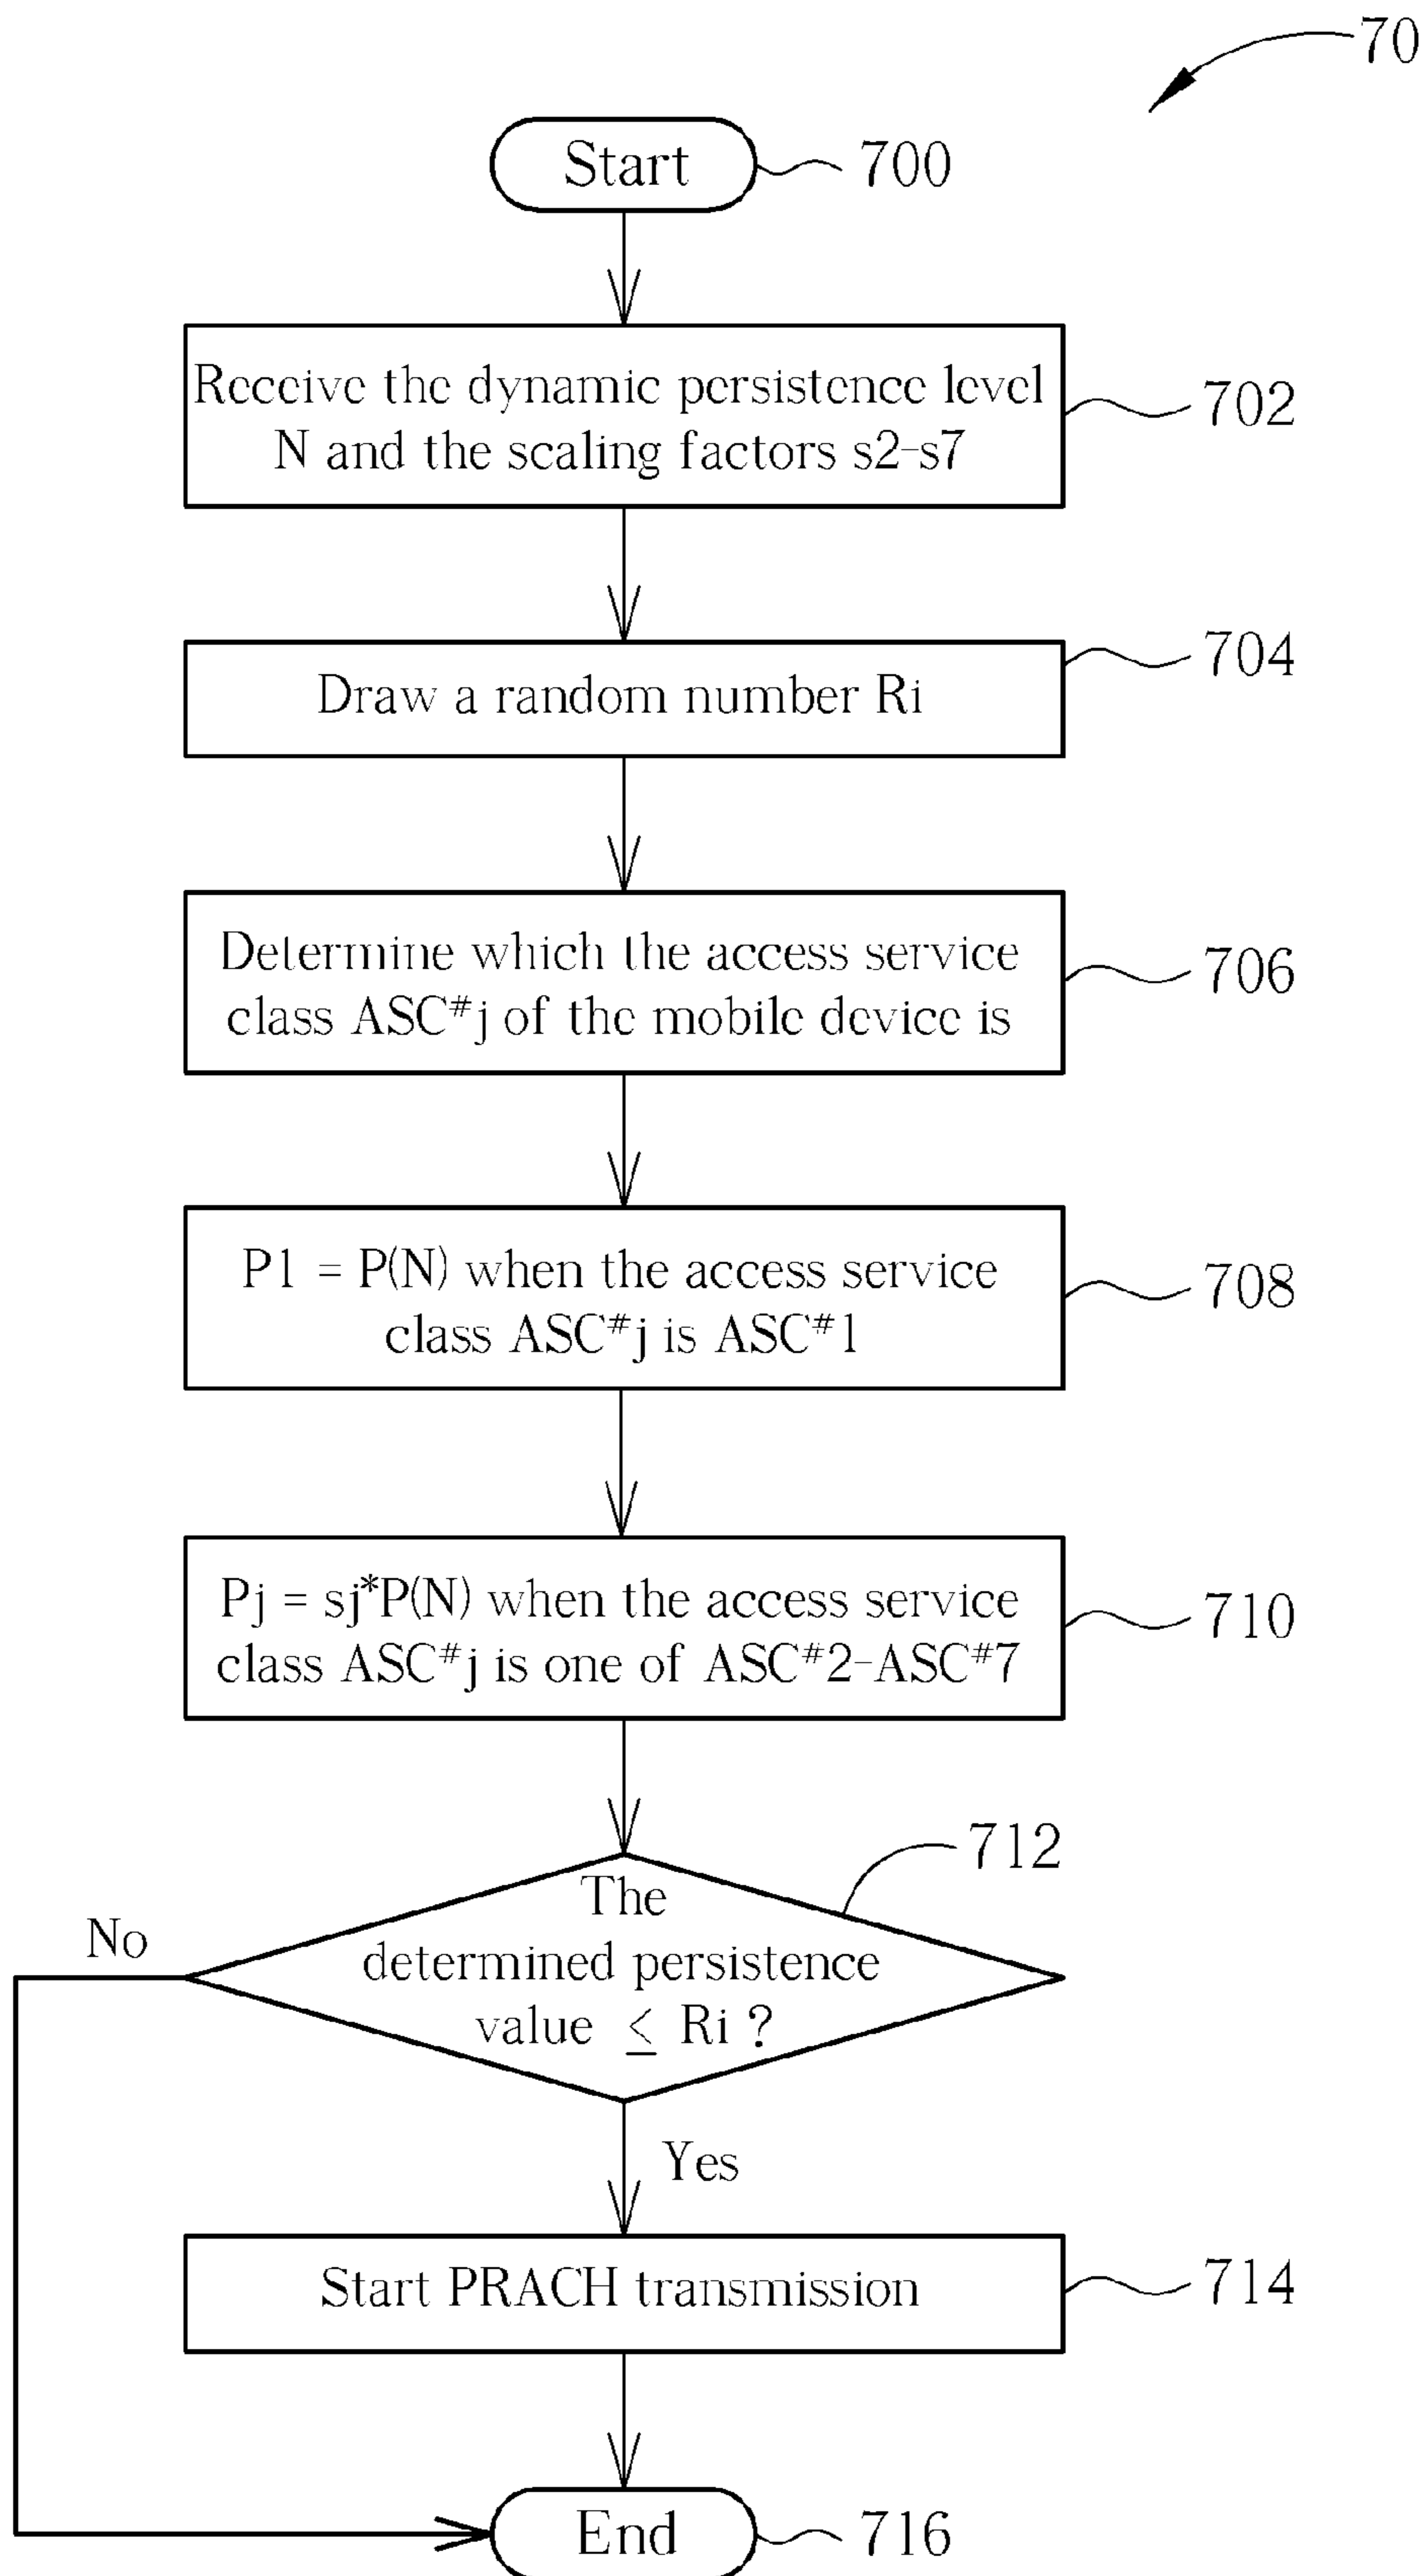 70
Start
700
Receive the dynamic persistence level
N and the scaling factors s2-s7
702
Draw a random number Ri
704
Determine which the access service
class ASC#j of the mobile device is
706
P1 = P(N) when the access service
class ASC#j is ASC#1
708
Pj = sj*P(N) when the access service
class ASC#j is one of ASC#2-ASC#7
710
712
The
determined persistence
value ≤ Ri ?
No
Yes
Start PRACH transmission
714
End
716